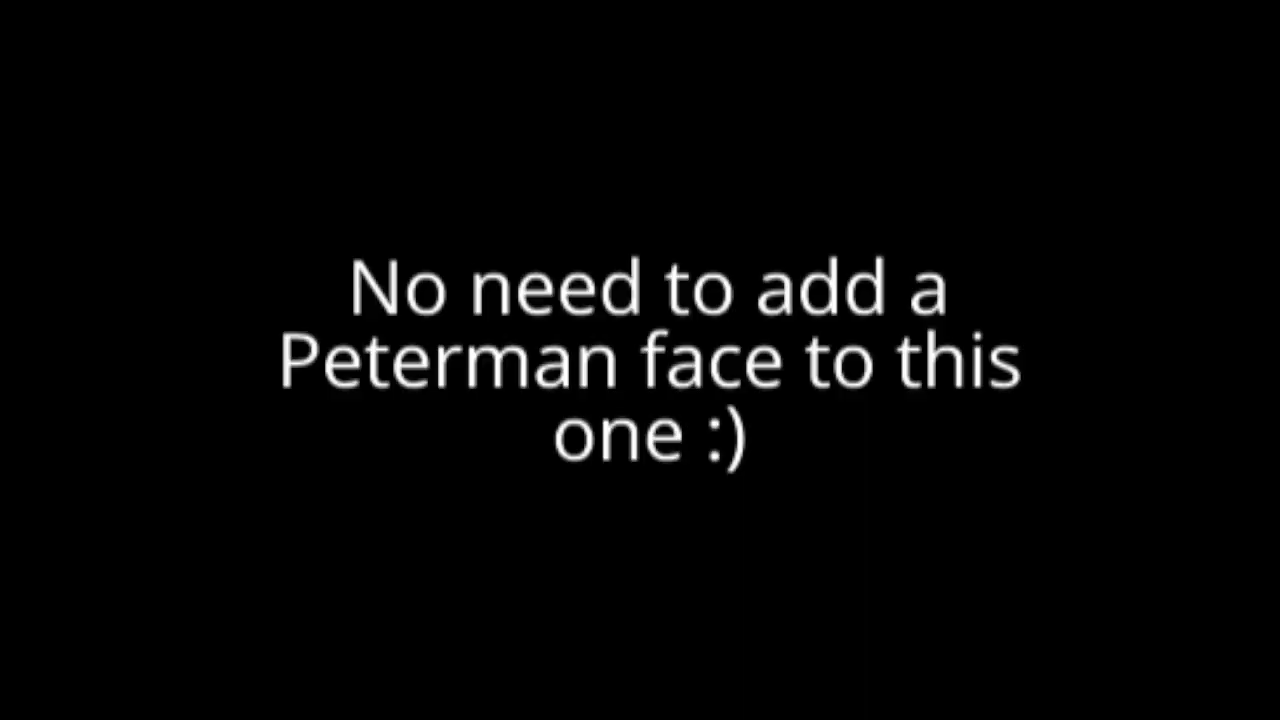 No need to add a
Peterman face to this
one :)